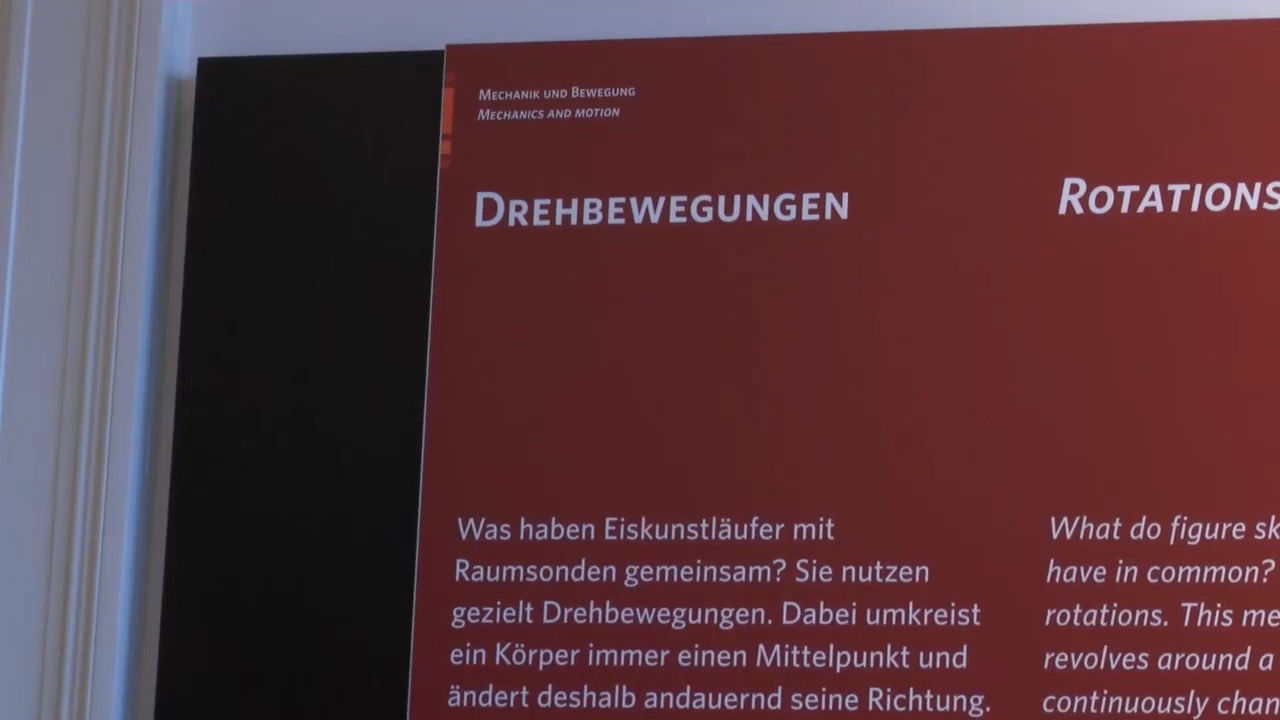 Mechanik und Bewegung
Mechanics and motion
Drehbewegungen
Was haben Eiskunstläufer mit
Raumsonden gemeinsam? Sie nutzen
gezielt Drehbewegungen. Dabei umkreist
ein Körper immer einen Mittelpunkt und
ändert deshalb andauernd seine Richtung.
Rotations
What do figure
have in common?
rotations. This
revolves around a
continuously